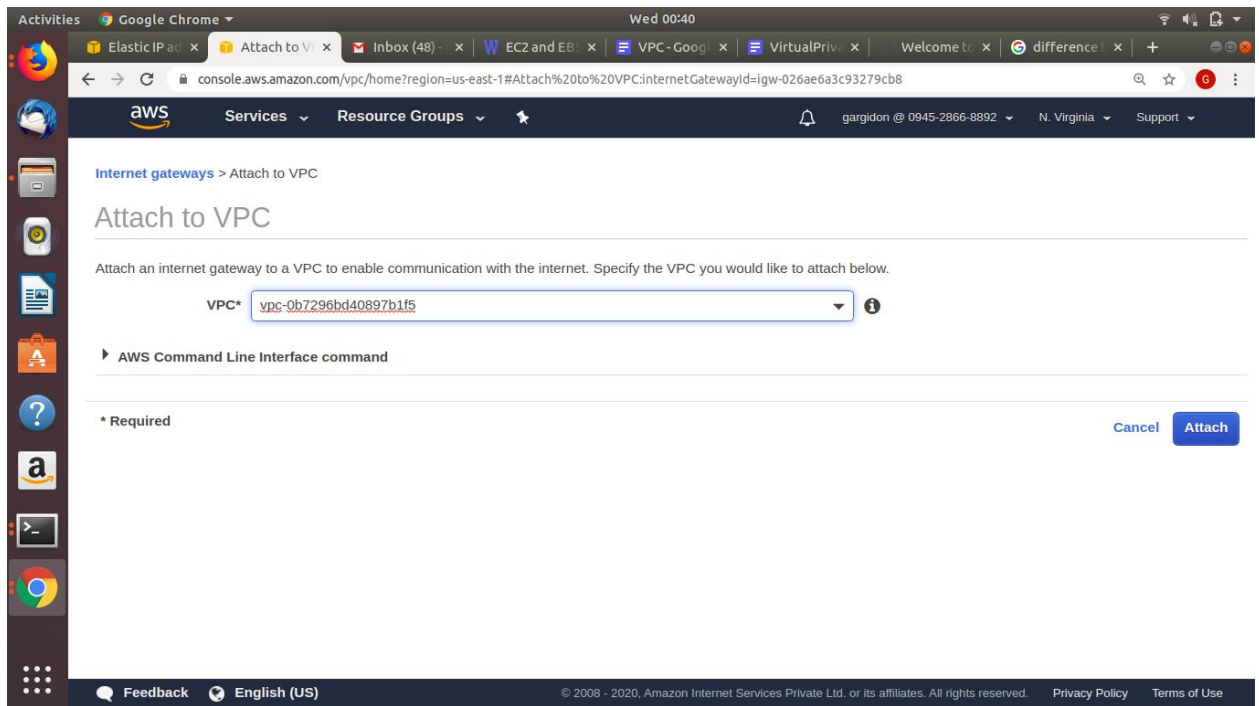 Activities Google Chrome Wed 00:40
Elastic IP ad Attach to VP Inbox (48) - EC2 and EBS VPC - Googl VirtualPriva Welcome to difference b
console.aws.amazon.com/vpc/home?region=us-east-1#Attach%20to%20VPC:internetGatewayId=igw-026ae6a3c93279cb8 G
aws Services Resource Groups gargidon @ 0945-2866-8892 N. Virginia Support
Internet gateways > Attach to VPC
Attach to VPC
Attach an internet gateway to a VPC to enable communication with the internet. Specify the VPC you would like to attach below.
VPC* vpc-0b7296bd40897b1f5
AWS Command Line Interface command
* Required Cancel Attach
Feedback English (US) © 2008 - 2020, Amazon Internet Services Private Ltd. or its affiliates. All rights reserved. Privacy Policy Terms of Use